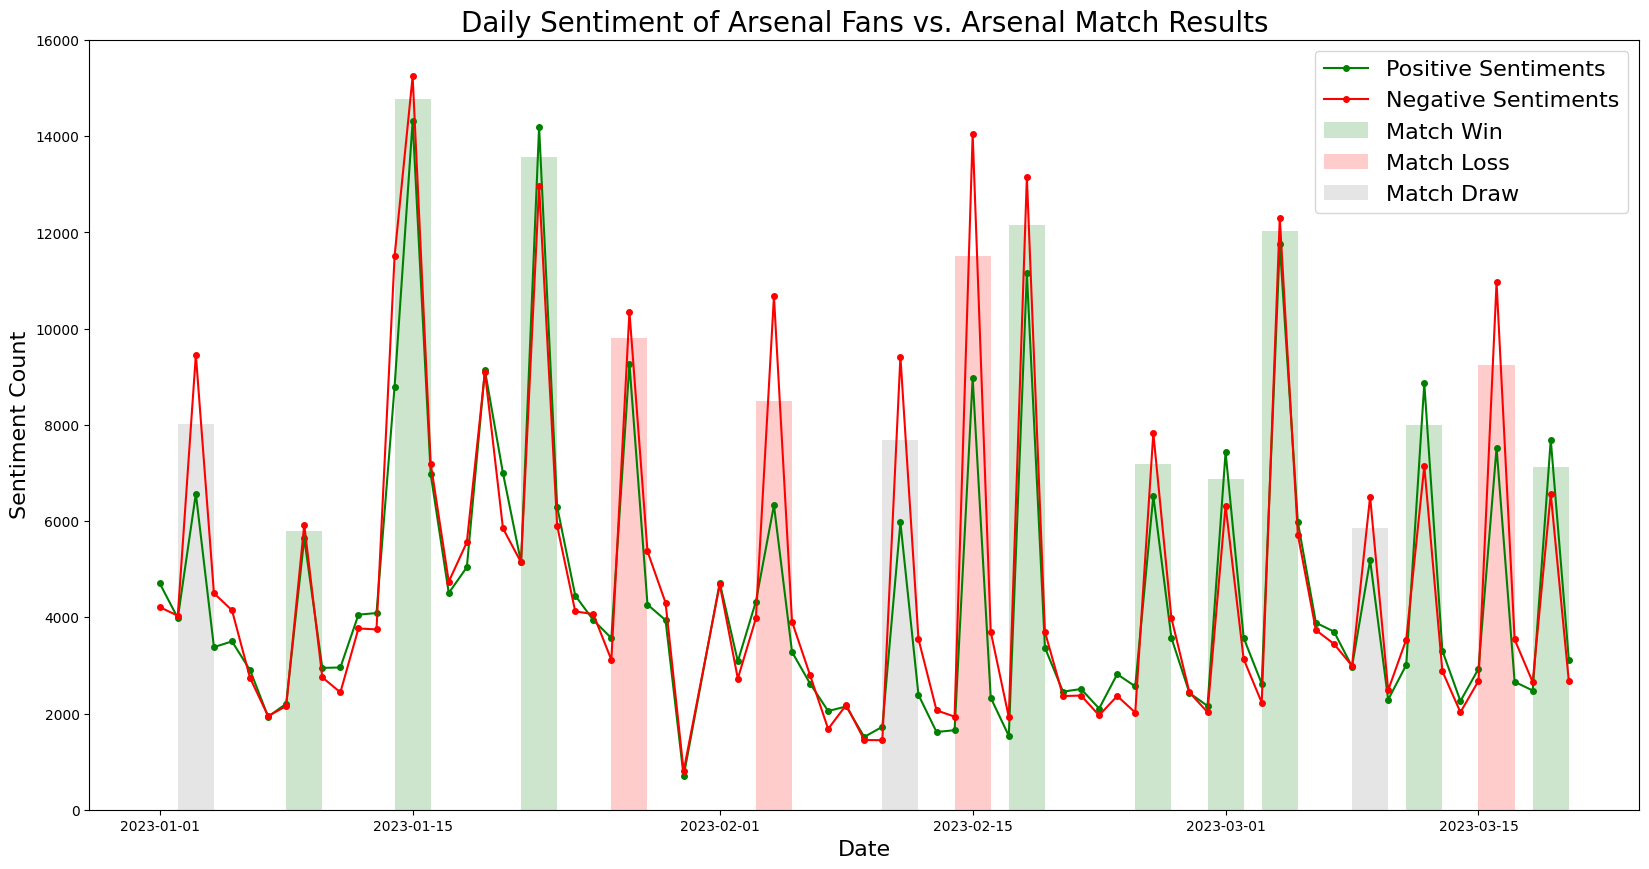 Daily Sentiment of Arsenal Fans vs. Arsenal Match Results
16000
14000
12000
10000
8000
6000
4000
2000
0
Sentiment Count
Positive Sentiments
Negative Sentiments
Match Win
Match Loss
Match Draw
2023-01-01 2023-01-15 2023-02-01 2023-02-15 2023-03-01 2023-03-15
Date